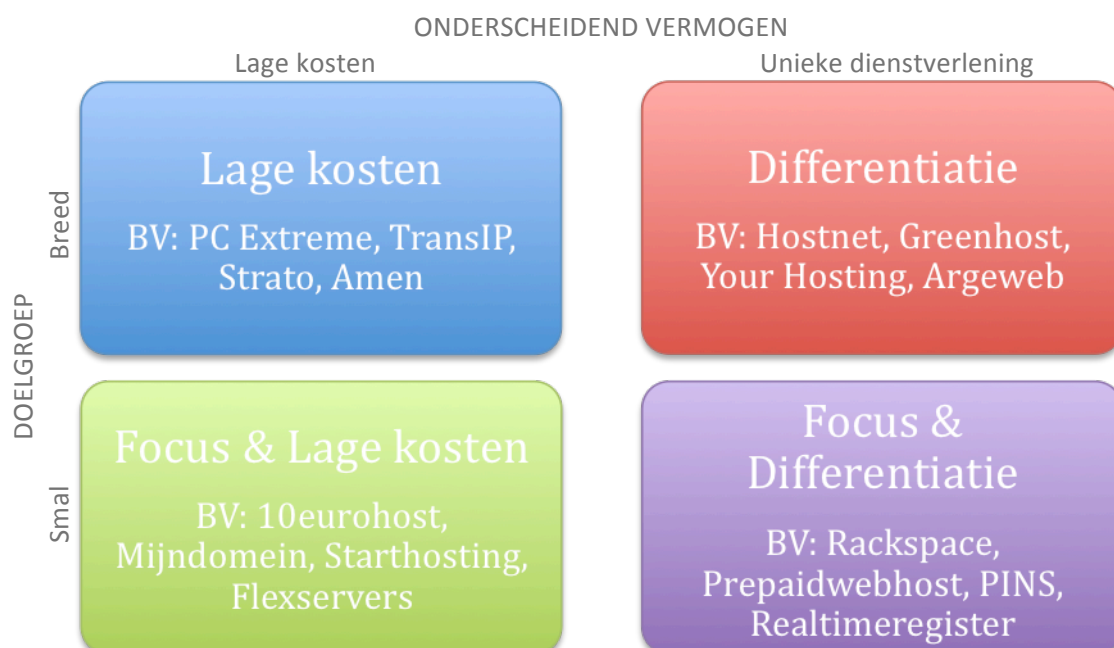 ONDERSCHEIDEND VERMOGEN
Lage kosten
Unieke dienstverlening
DOELGROEP
Breed
Lage kosten
BV: PC Extreme, TransIP,
Strato, Amen
Differentiatie
BV: Hostnet, Greenhost,
Your Hosting, Argeweb
Smal
Focus & Lage kosten
BV: 10eurohost,
Mijndomein, Starthosting,
Flexservers
Focus &
Differentiatie
BV: Rackspace,
Prepaidwebhost, PINS,
Realtimeregister